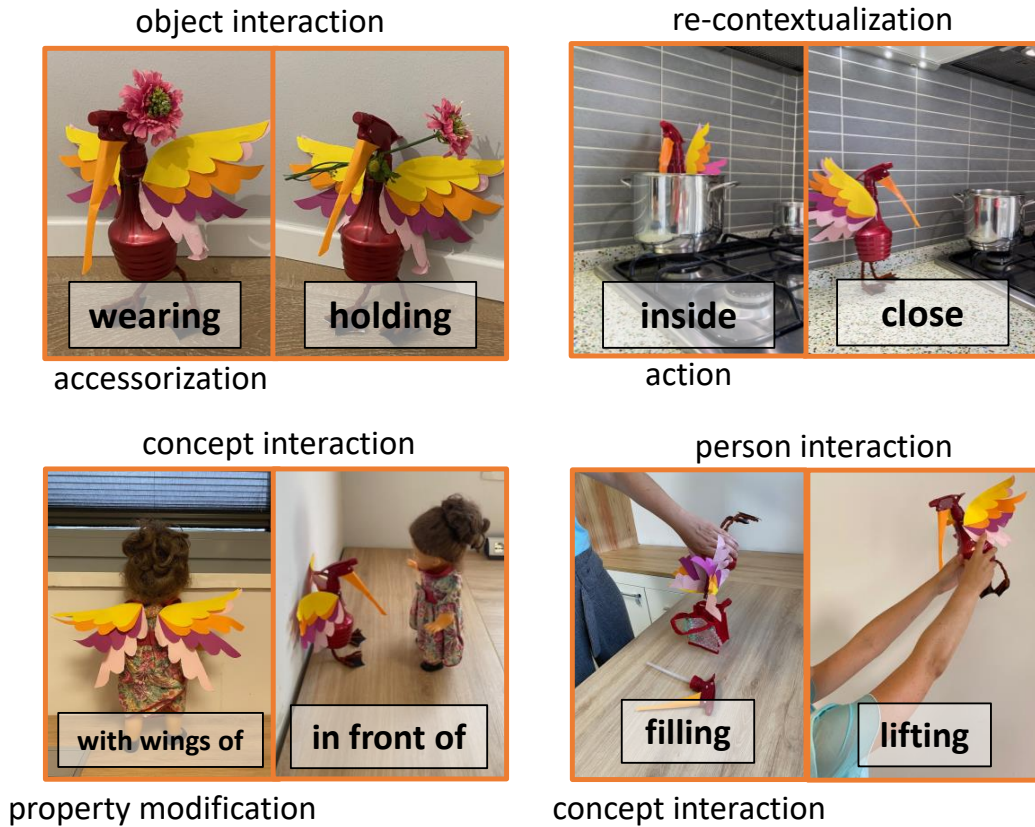 object interaction
re-contextualization
wearing
holding
inside
close
accessorization
action
concept interaction
person interaction
with wings of
in front of
filling
lifting
property modification
concept interaction